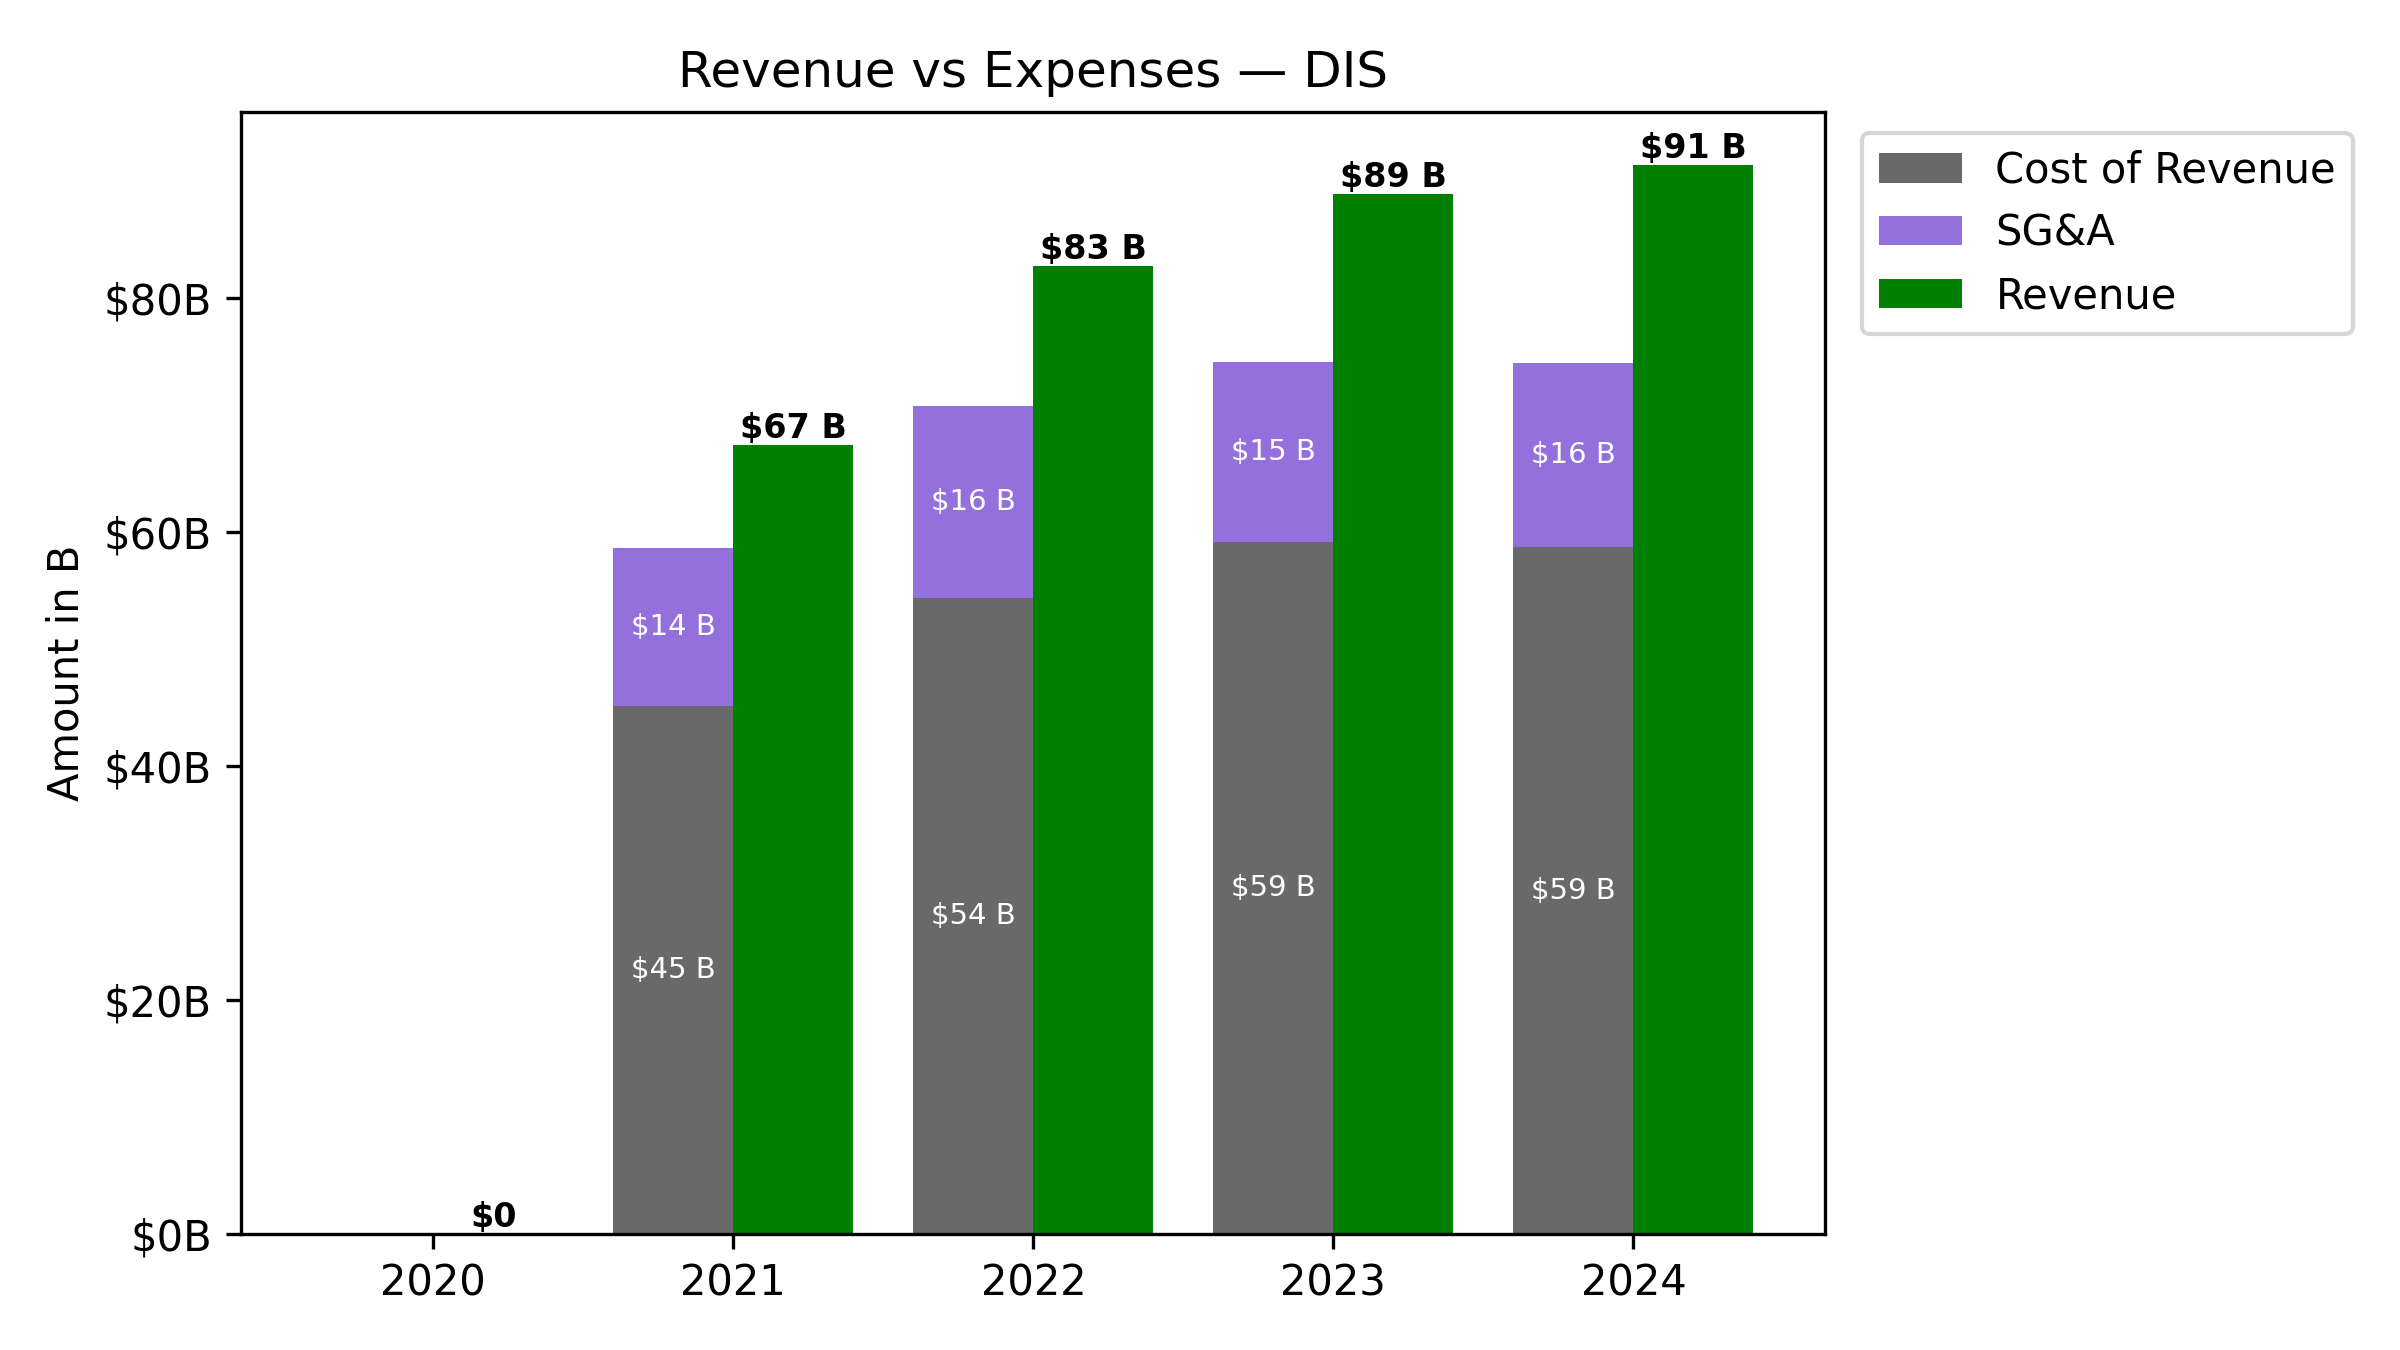 Revenue vs Expenses — DIS
Cost of Revenue
SG&A
Revenue
Amount in B
$80B
$60B
$40B
$20B
$0B
$0
$67 B
$14 B
$45 B
$83 B
$16 B
$54 B
$89 B
$15 B
$59 B
$91 B
$16 B
$59 B
2020
2021
2022
2023
2024